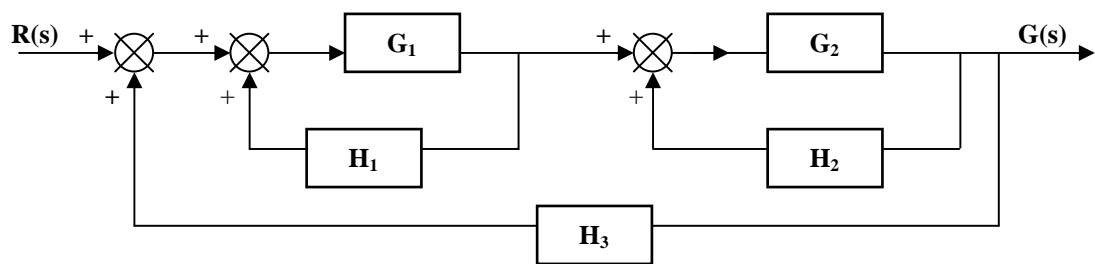 R(s) + + G₁ + G₂ G(s)
+ + +
H₁ H₂
H₃